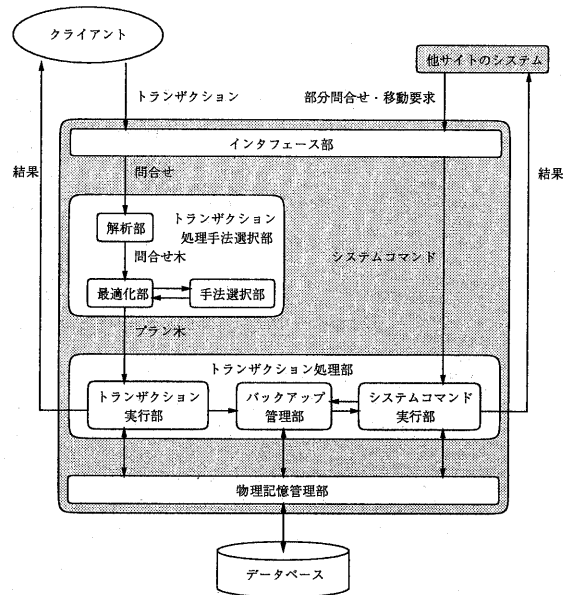 クライアント
他サイトのシステム
トランザクション
部分問合せ・移動要求
インタフェース部
結果
問合せ
結果
トランザクション
処理手法選択部
解析部
問合せ木
システムコマンド
最適化部
手法選択部
プラン木
トランザクション処理部
トランザクション
実行部
バックアップ
管理部
システムコマンド
実行部
物理記憶管理部
データベース